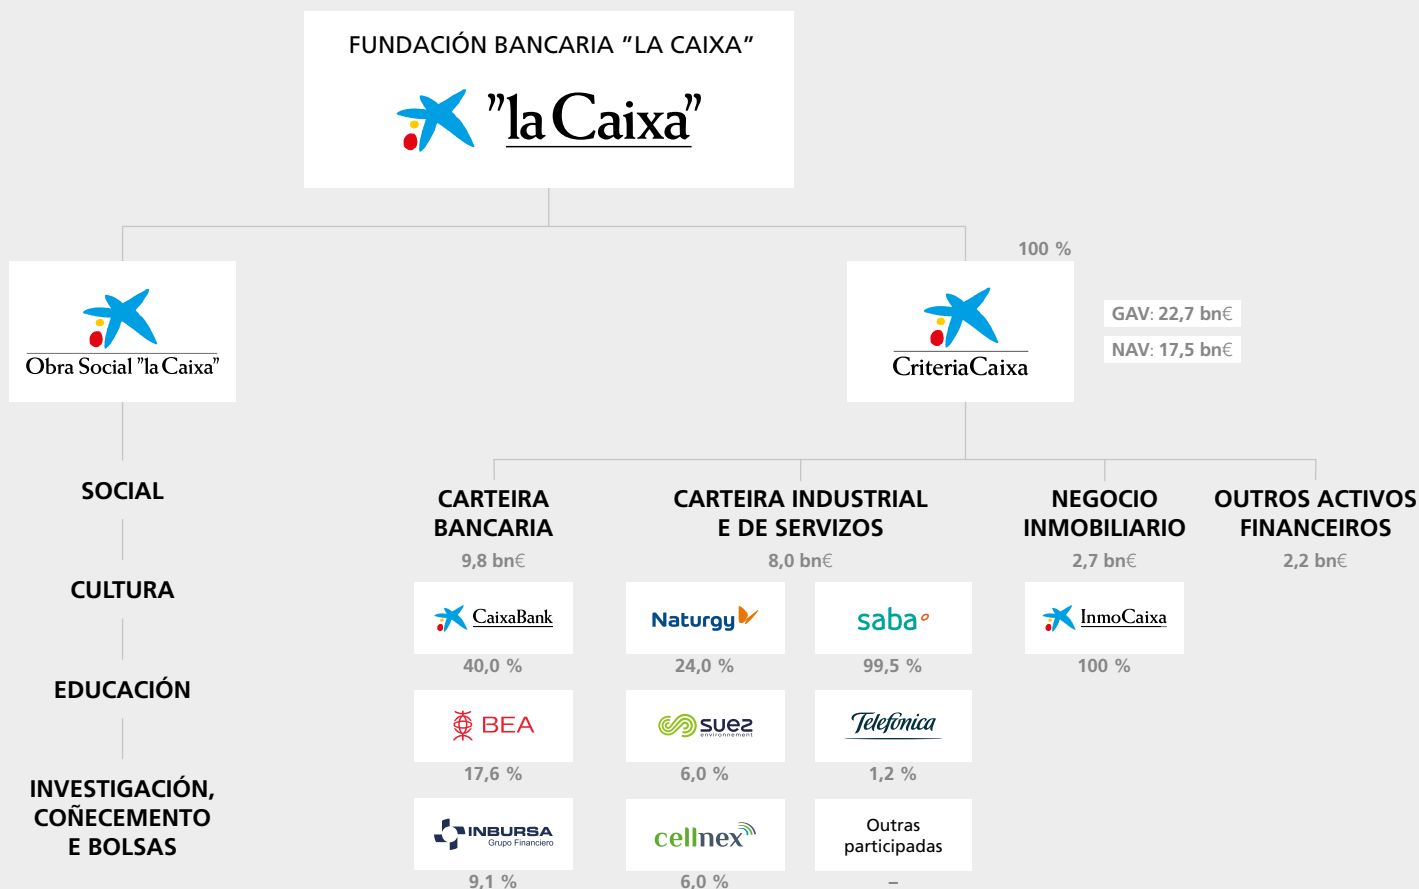 FUNDACIÓN BANCARIA ”LA CAIXA”
”la Caixa”
100 %
Obra Social ”la Caixa”
CriteriaCaixa
GAV: 22,7 bn€
NAV: 17,5 bn€
SOCIAL
CULTURA
EDUCACIÓN
INVESTIGACIÓN,
COÑECEMENTO
E BOLSAS
CARTEIRA
BANCARIA
9,8 bn€
CaixaBank
40,0 %
BEA
17,6 %
INBURSA
Grupo Financiero
9,1 %
CARTEIRA INDUSTRIAL
E DE SERVIZOS
8,0 bn€
Naturgy
24,0 %
saba
99,5 %
suez
environnement
6,0 %
Telefónica
1,2 %
cellnex
6,0 %
Outras
participadas
–
NEGOCIO
INMOBILIARIO
2,7 bn€
InmoCaixa
100 %
OUTROS ACTIVOS
FINANCEIROS
2,2 bn€